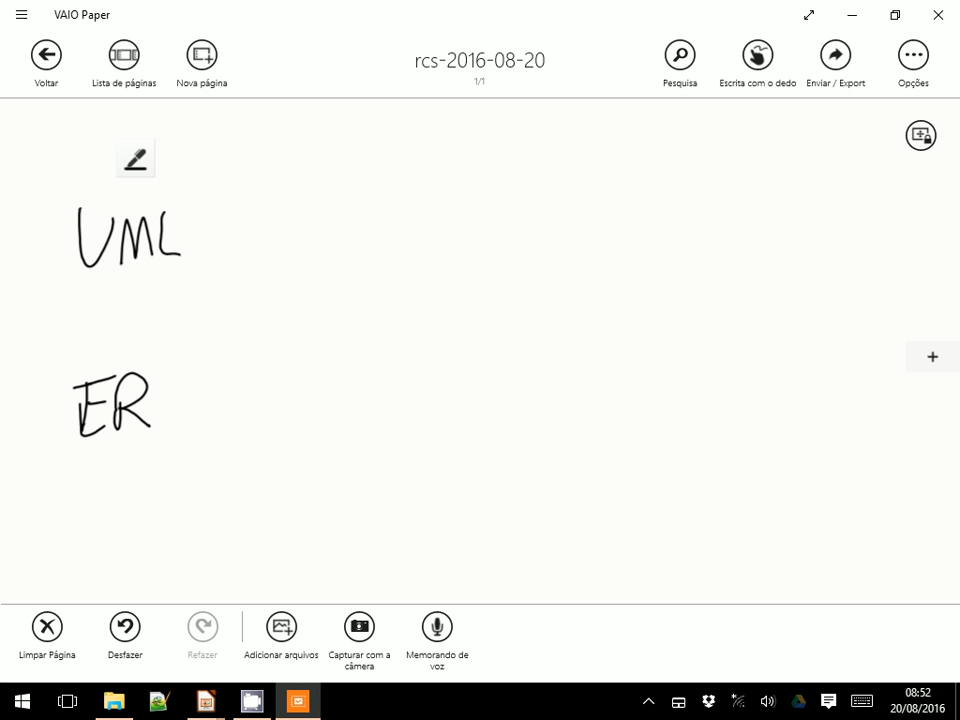 VAIO Paper
Voltar
Lista de páginas
Nova página
rcs-2016-08-20
1/1
Pesquisa
Escrita com o dedo
Enviar / Export
Opções
UML
ER
Limpar Página
Desfazer
Refazer
Adicionar arquivos
Capturar com a
câmera
Memorando de
voz
08:52
20/08/2016